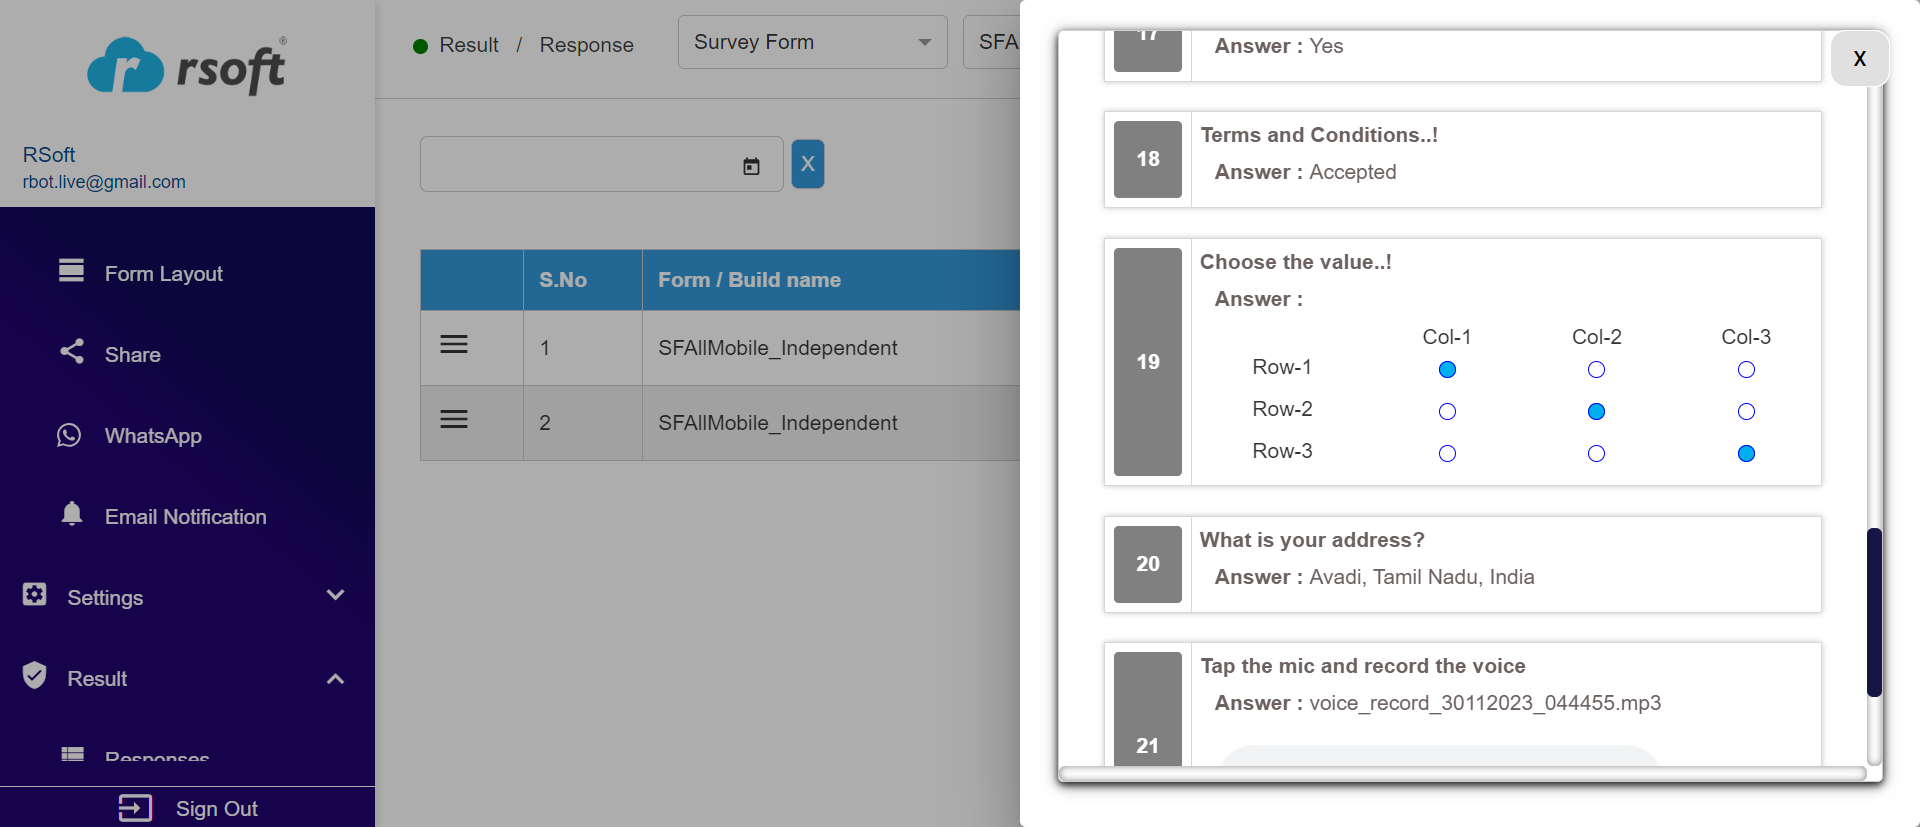 rsoft®
RSoft
rbot.live@gmail.com
Form Layout
Share
WhatsApp
Email Notification
Settings
Result
Responses
Sign Out
Result / Response
Survey Form
SFA
X
S.No Form / Build name
1 SFAllMobile_Independent
2 SFAllMobile_Independent
X
17
Answer : Yes
18
Terms and Conditions..!
Answer : Accepted
19
Choose the value..!
Answer :
Col-1 Col-2 Col-3
Row-1
Row-2
Row-3
20
What is your address?
Answer : Avadi, Tamil Nadu, India
21
Tap the mic and record the voice
Answer : voice_record_30112023_044455.mp3